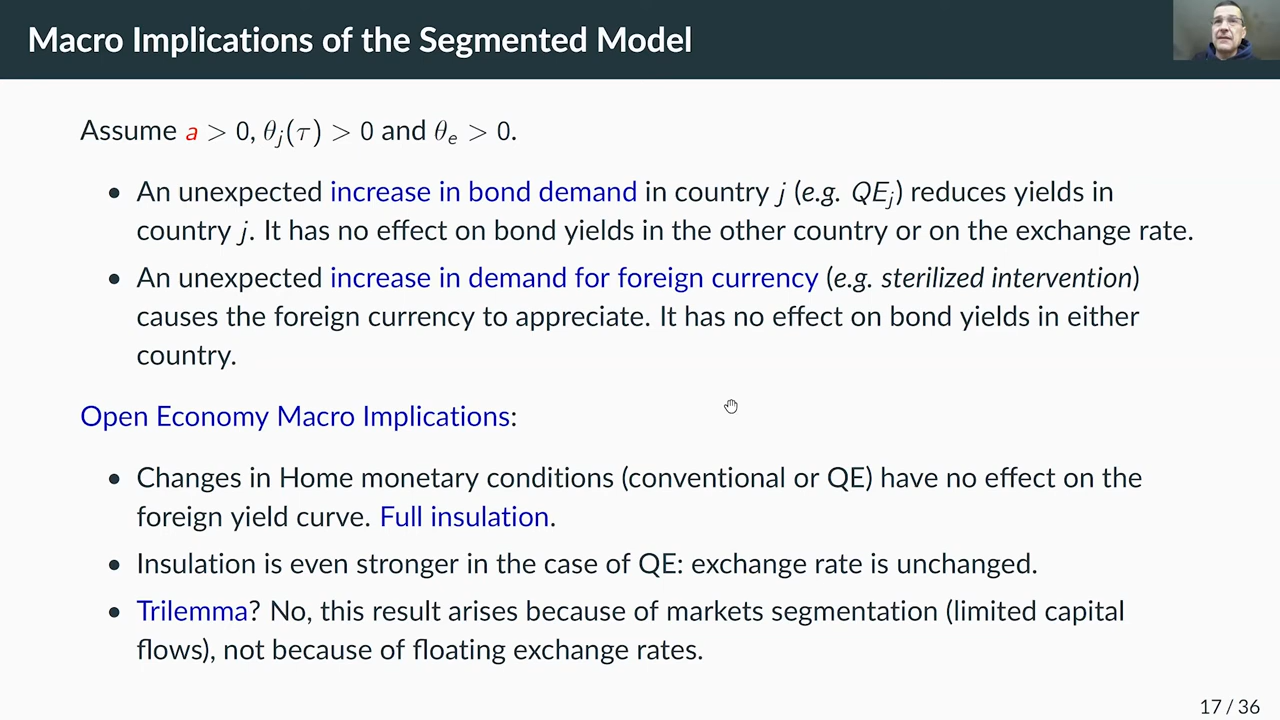 Macro Implications of the Segmented Model
Assume a > 0, θⱼ(τ) > 0 and θₑ > 0.
• An unexpected increase in bond demand in country j (e.g. QEⱼ) reduces yields in
country j. It has no effect on bond yields in the other country or on the exchange rate.
• An unexpected increase in demand for foreign currency (e.g. sterilized intervention)
causes the foreign currency to appreciate. It has no effect on bond yields in either
country.
Open Economy Macro Implications:
• Changes in Home monetary conditions (conventional or QE) have no effect on the
foreign yield curve. Full insulation.
• Insulation is even stronger in the case of QE: exchange rate is unchanged.
• Trilemma? No, this result arises because of markets segmentation (limited capital
flows), not because of floating exchange rates.
17 / 36